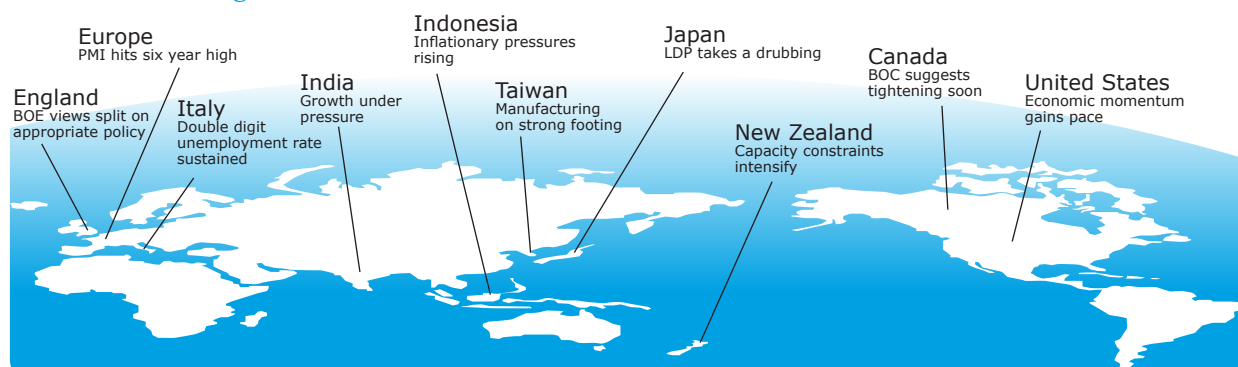 Europe
PMI hits six year high
England
BOE views split on
appropriate policy
Italy
Double digit
unemployment rate
sustained
India
Growth under
pressure
Indonesia
Inflationary pressures
rising
Taiwan
Manufacturing
on strong footing
Japan
LDP takes a drubbing
New Zealand
Capacity constraints
intensify
Canada
BOC suggests
tightening soon
United States
Economic momentum
gains pace